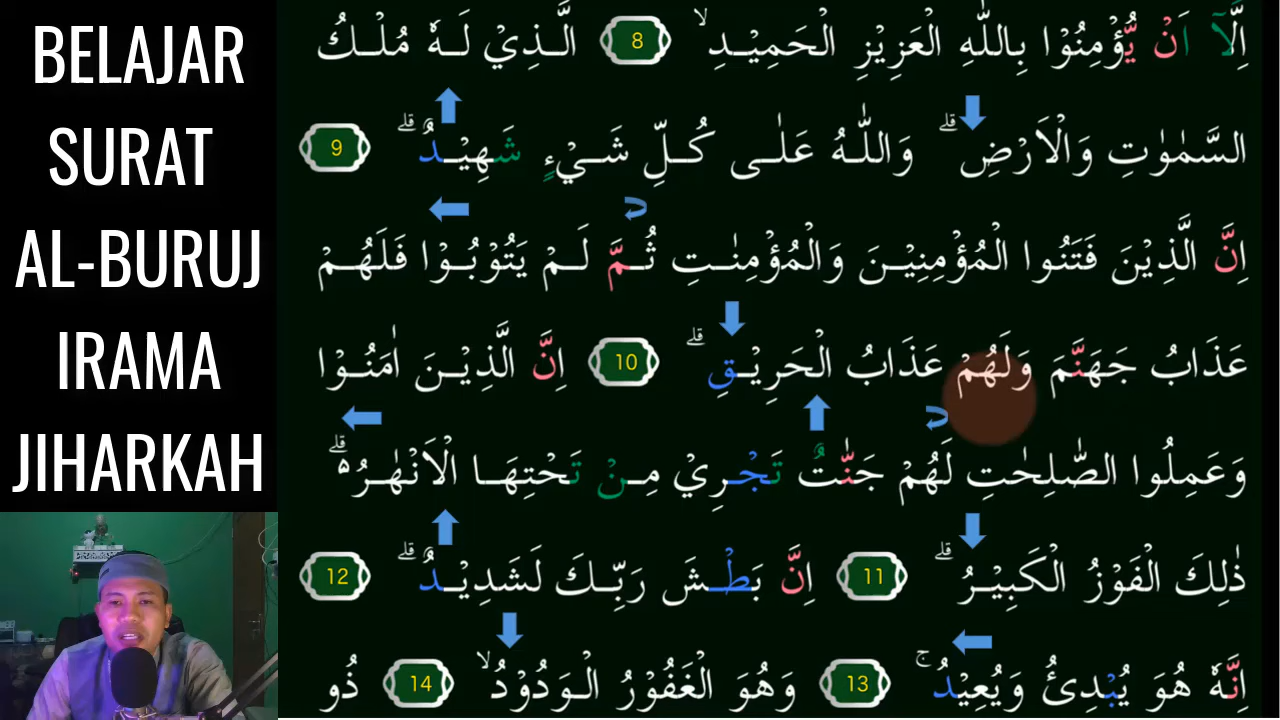 BELAJAR
SURAT
AL-BURUJ
IRAMA
JIHARKAH
اِلَّآ اَنْ يُّؤْمِنُوْا بِاللّٰهِ الْعَزِيْزِ الْحَمِيْدِۙ 8 الَّذِيْ لَهٗ مُلْكُ
السَّمٰوٰتِ وَالْاَرْضِۗ وَاللّٰهُ عَلٰى كُلِّ شَيْءٍ شَهِيْدٌۗ 9
اِنَّ الَّذِيْنَ فَتَنُوا الْمُؤْمِنِيْنَ وَالْمُؤْمِنٰتِ ثُمَّ لَمْ يَتُوْبُوْا فَلَهُمْ
عَذَابُ جَهَنَّمَ وَلَهُمْ عَذَابُ الْحَرِيْقِۗ 10 اِنَّ الَّذِيْنَ اٰمَنُوْا
وَعَمِلُوا الصّٰلِحٰتِ لَهُمْ جَنّٰتٌ تَجْرِيْ مِنْ تَحْتِهَا الْاَنْهٰرُ ەۗ
ذٰلِكَ الْفَوْزُ الْكَبِيْرُۗ 11 اِنَّ بَطْشَ رَبِّكَ لَشَدِيْدٌۗ 12
اِنَّهٗ هُوَ يُبْدِئُ وَيُعِيْدُۚ 13 وَهُوَ الْغَفُوْرُ الْوَدُوْدُۙ 14 ذُو